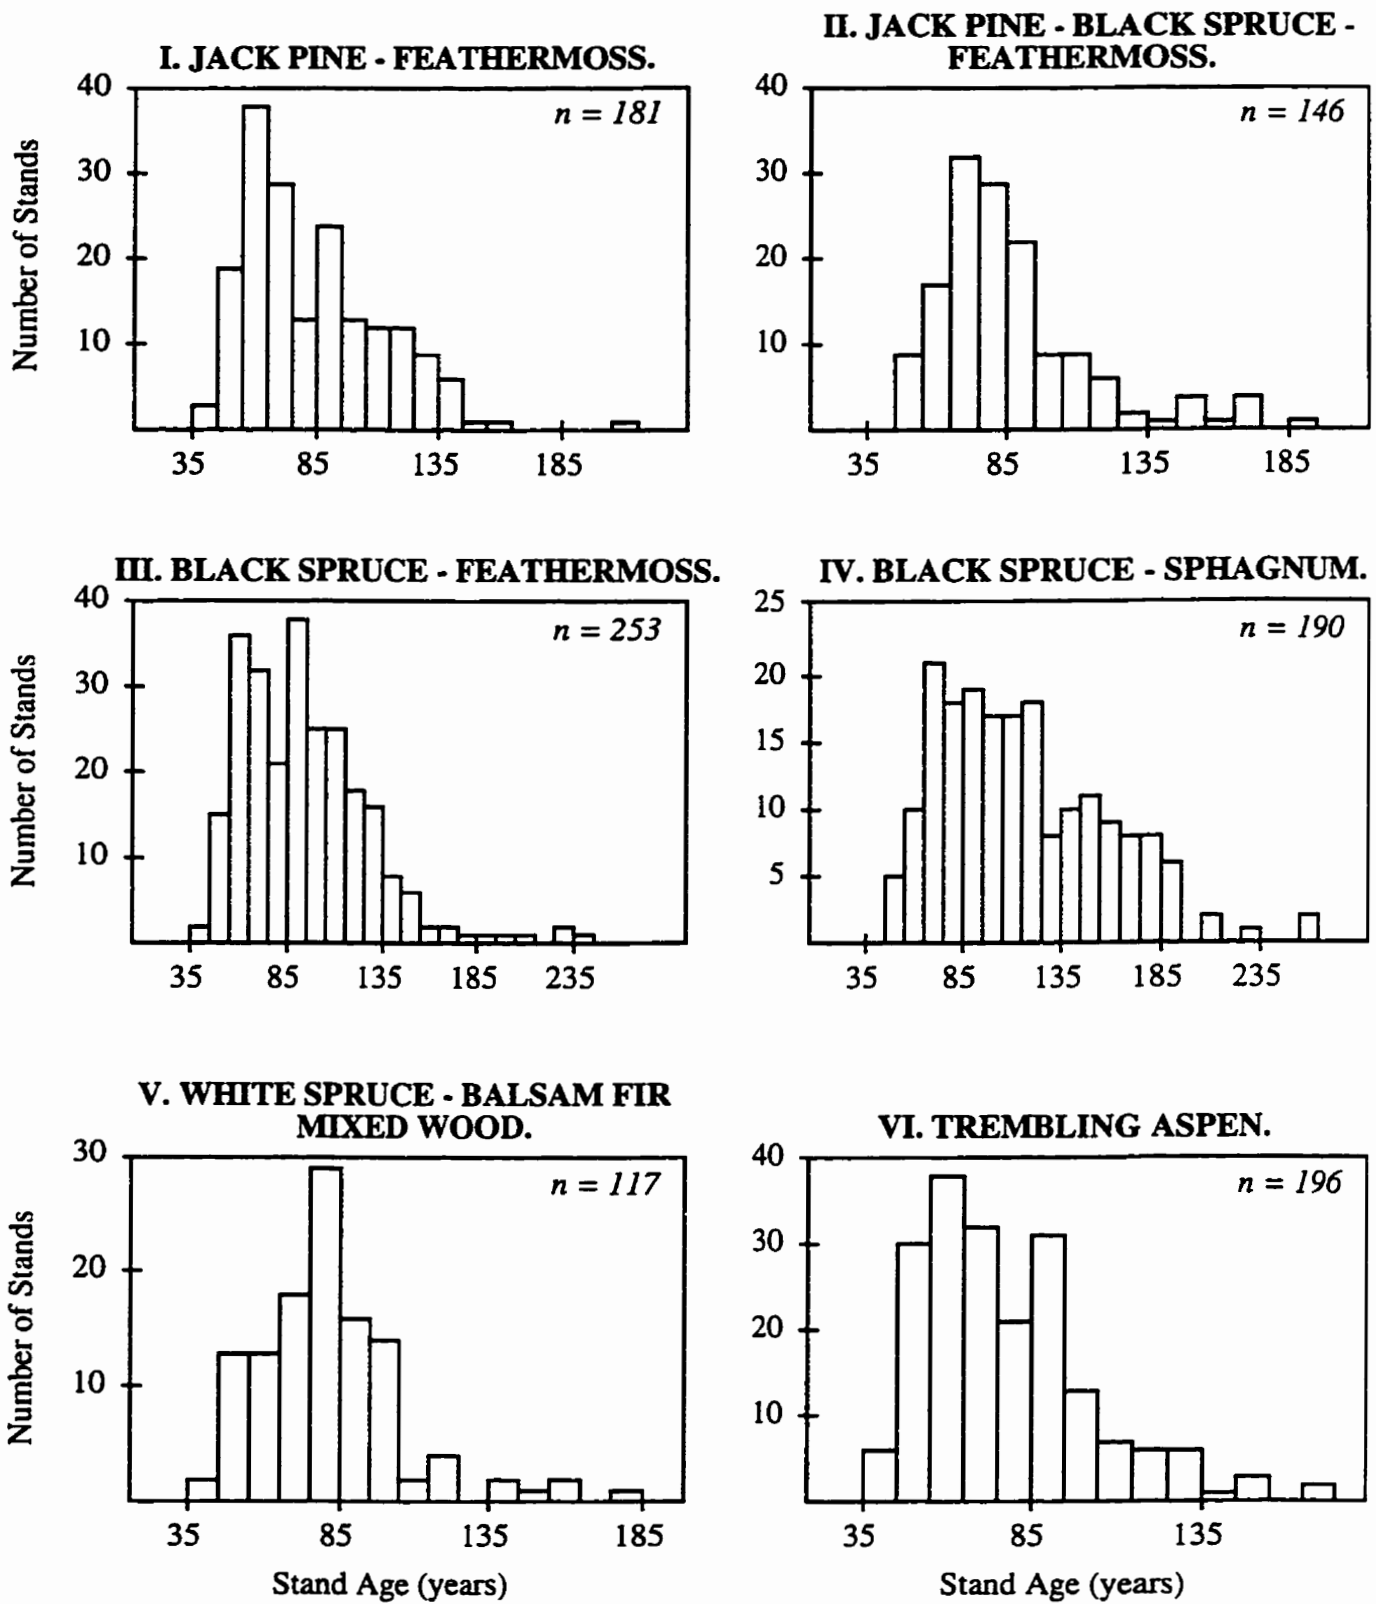 I. JACK PINE - FEATHERMOSS.
40
30
20
10
Number of Stands
n = 181
35 85 135 185
II. JACK PINE - BLACK SPRUCE -
FEATHERMOSS.
40
30
20
10
n = 146
35 85 135 185
III. BLACK SPRUCE - FEATHERMOSS.
40
30
20
10
Number of Stands
n = 253
35 85 135 185 235
IV. BLACK SPRUCE - SPHAGNUM.
25
20
15
10
5
n = 190
35 85 135 185 235
V. WHITE SPRUCE - BALSAM FIR
MIXED WOOD.
30
20
10
Number of Stands
n = 117
35 85 135 185
Stand Age (years)
VI. TREMBLING ASPEN.
40
30
20
10
n = 196
35 85 135
Stand Age (years)